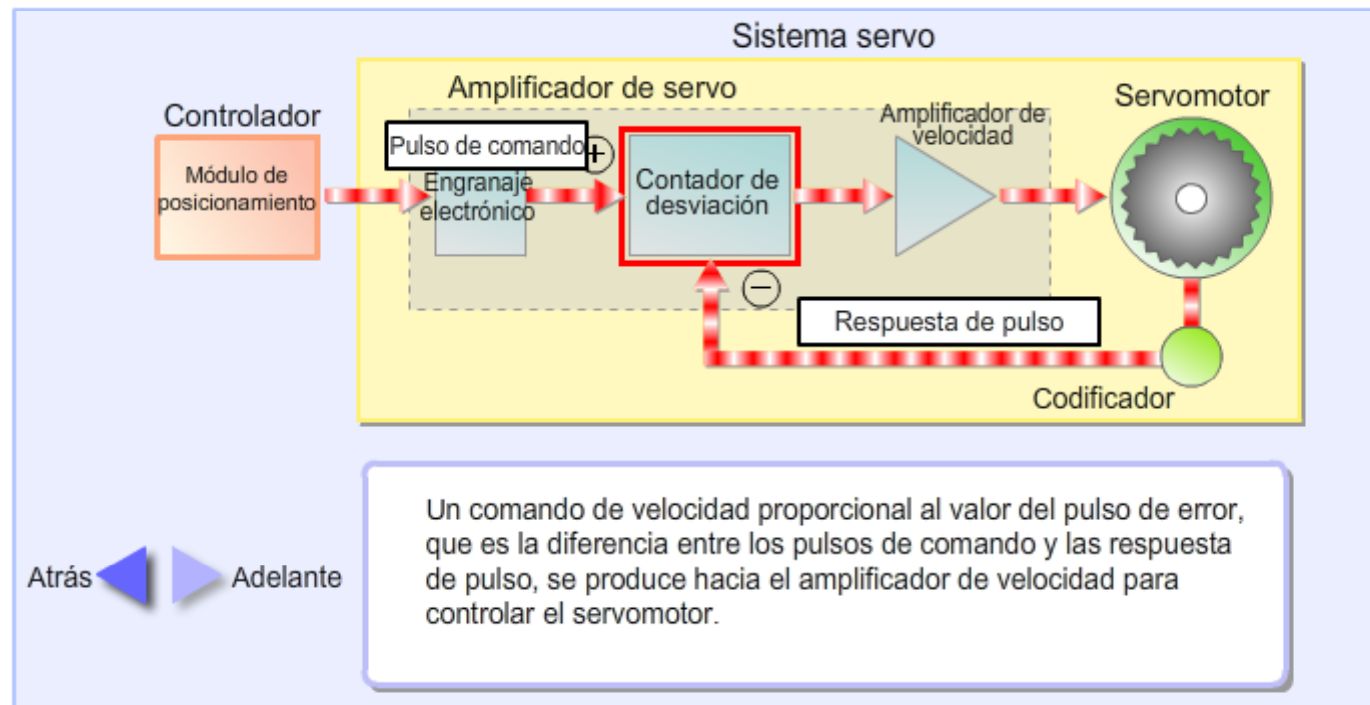 Sistema servo
Amplificador de servo
Controlador
Servomotor
Amplificador de
velocidad
Pulso de comando
+
Módulo de
posicionamiento
Engranaje
electrónico
Contador de
desviación
−
Respuesta de pulso
Codificador
Un comando de velocidad proporcional al valor del pulso de error,
que es la diferencia entre los pulsos de comando y las respuesta
de pulso, se produce hacia el amplificador de velocidad para
controlar el servomotor.
Atrás
Adelante